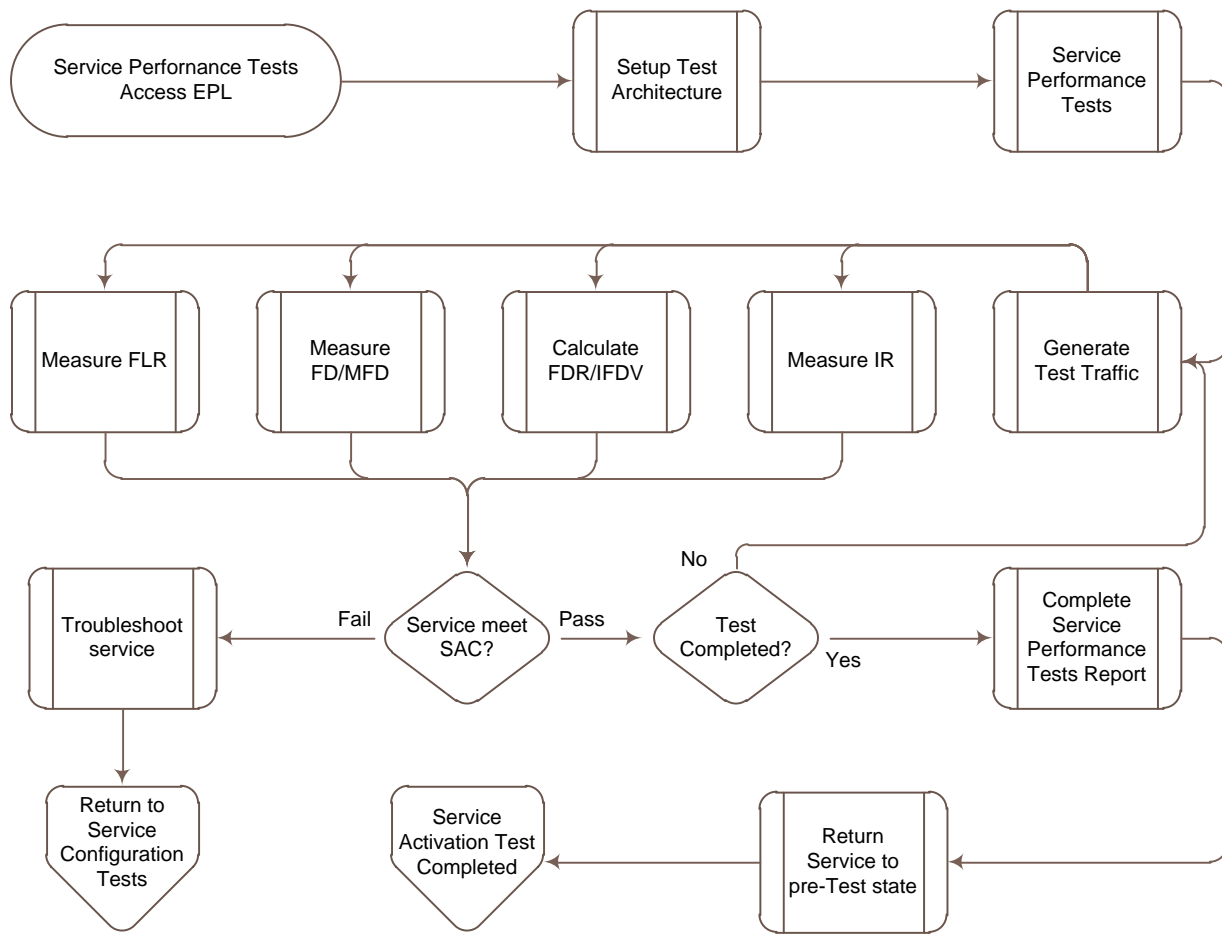 Service Perfornance Tests
Access EPL
Setup Test
Architecture
Service
Performance
Tests
Measure FLR
Measure
FD/MFD
Calculate
FDR/IFDV
Measure IR
Generate
Test Traffic
No
Troubleshoot
service
Fail
Service meet
SAC?
Pass
Test
Completed?
Yes
Complete
Service
Performance
Tests Report
Return to
Service
Configuration
Tests
Service
Activation Test
Completed
Return
Service to
pre-Test state